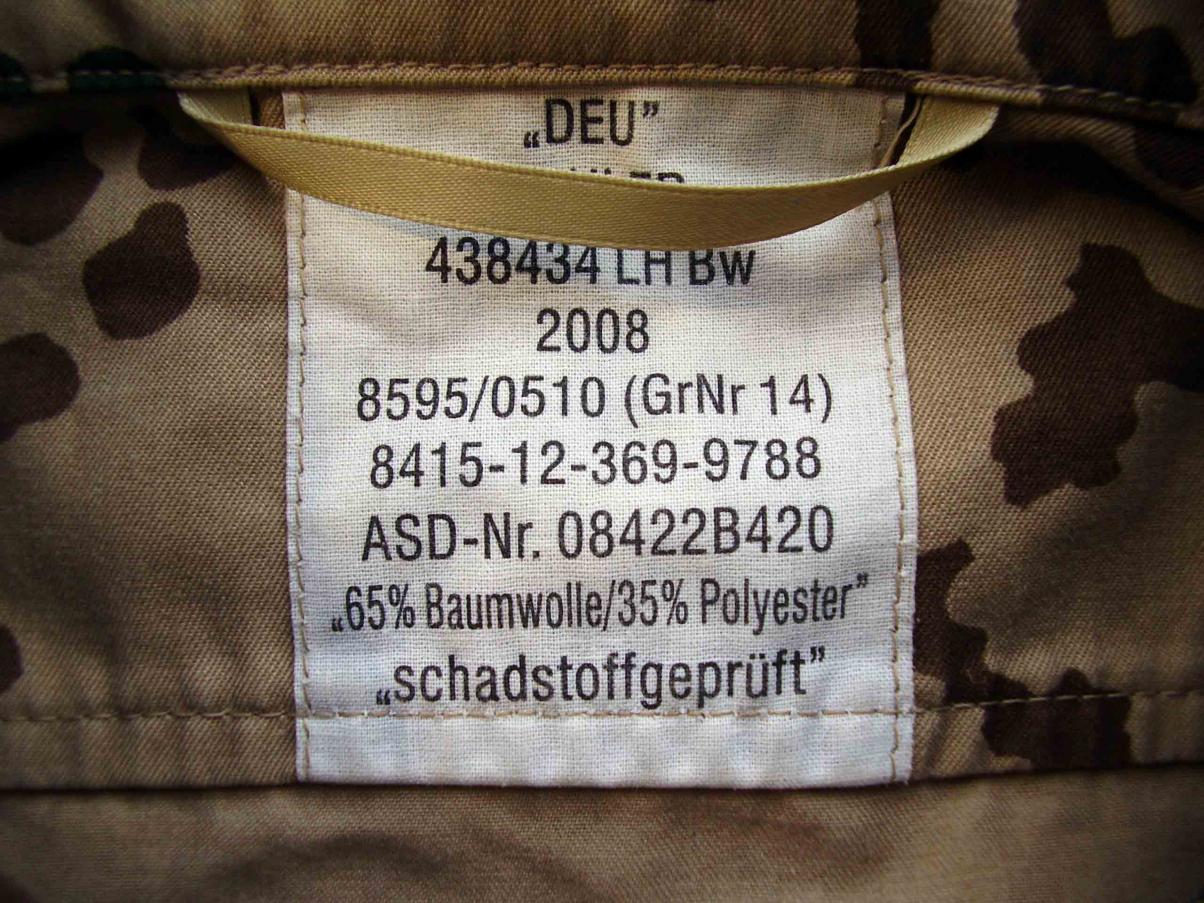 „DEU”
438434 LH Bw
2008
8595/0510 (GrNr 14)
8415-12-369-9788
ASD-Nr. 08422B420
„65% Baumwolle/35% Polyester”
„schadstoffgeprüft”